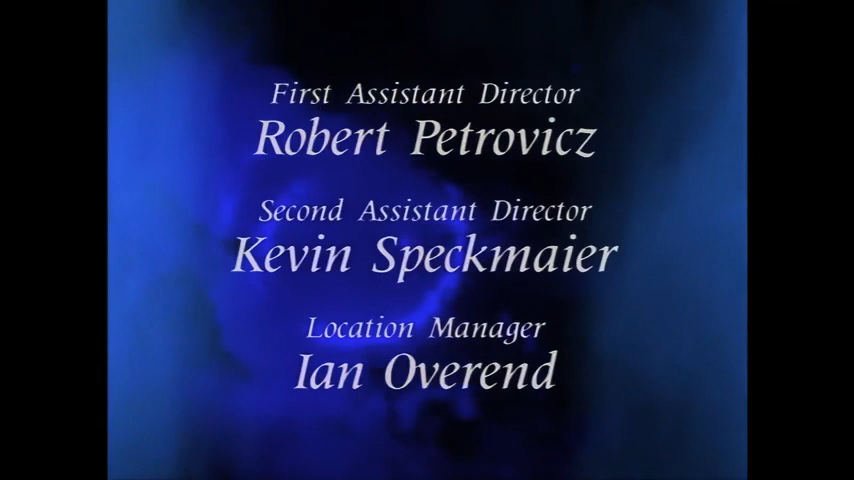 First Assistant Director
Robert Petrovicz
Second Assistant Director
Kevin Speckmaier
Location Manager
Ian Overend